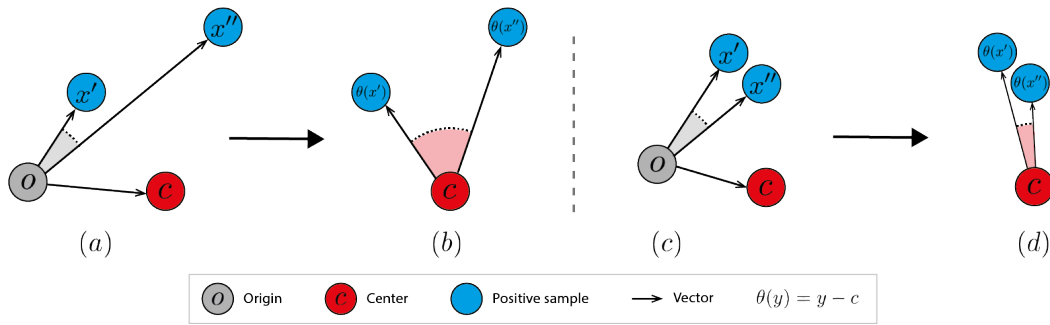 x′′
θ(x′′)
x′
x′′
θ(x′)
θ(x′′)
x′
θ(x′)
o
c
c
o
c
c
(a)
(b)
(c)
(d)
o Origin c Center Positive sample Vector θ(y) = y − c